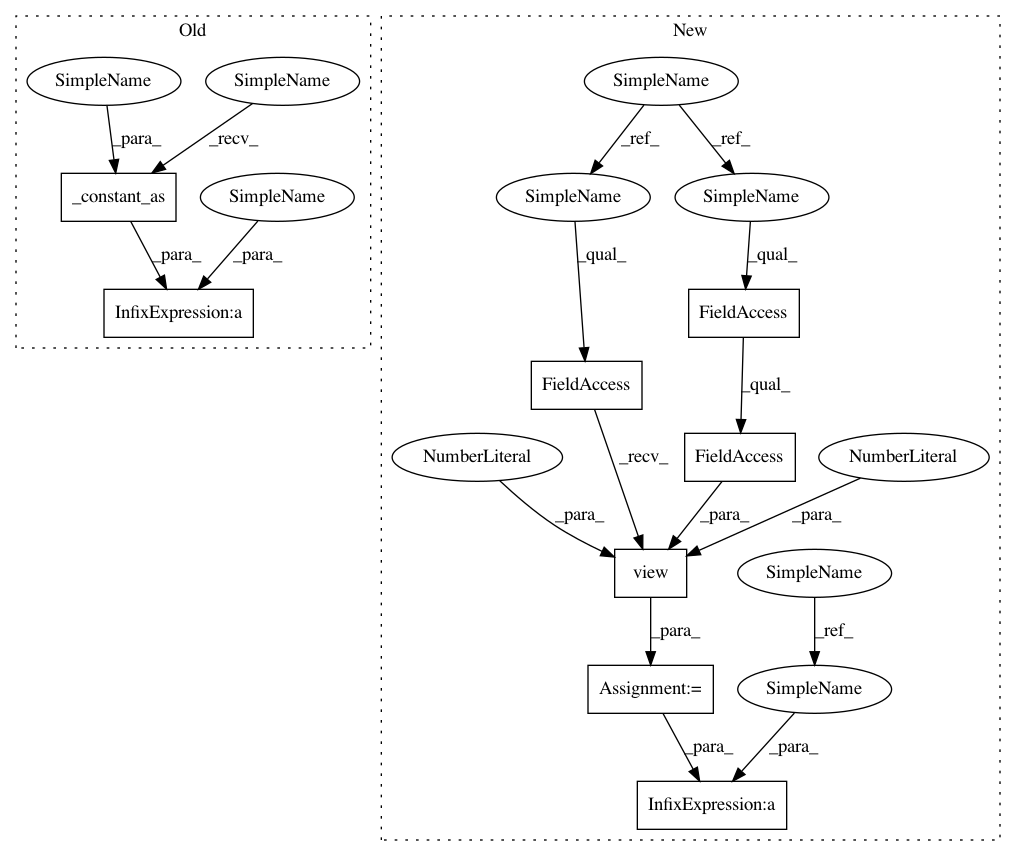 Old
New
SimpleName
SimpleName
SimpleName
_para_
_recv_
_ref_
_ref_
_constant_as
SimpleName
SimpleName
SimpleName
_para_
_para_
_qual_
_qual_
InfixExpression:a
FieldAccess
FieldAccess
_qual_
NumberLiteral
_recv_
FieldAccess
NumberLiteral
_para_
_para_
_para_
view
SimpleName
_para_
_ref_
Assignment:=
SimpleName
_para_
_para_
InfixExpression:a